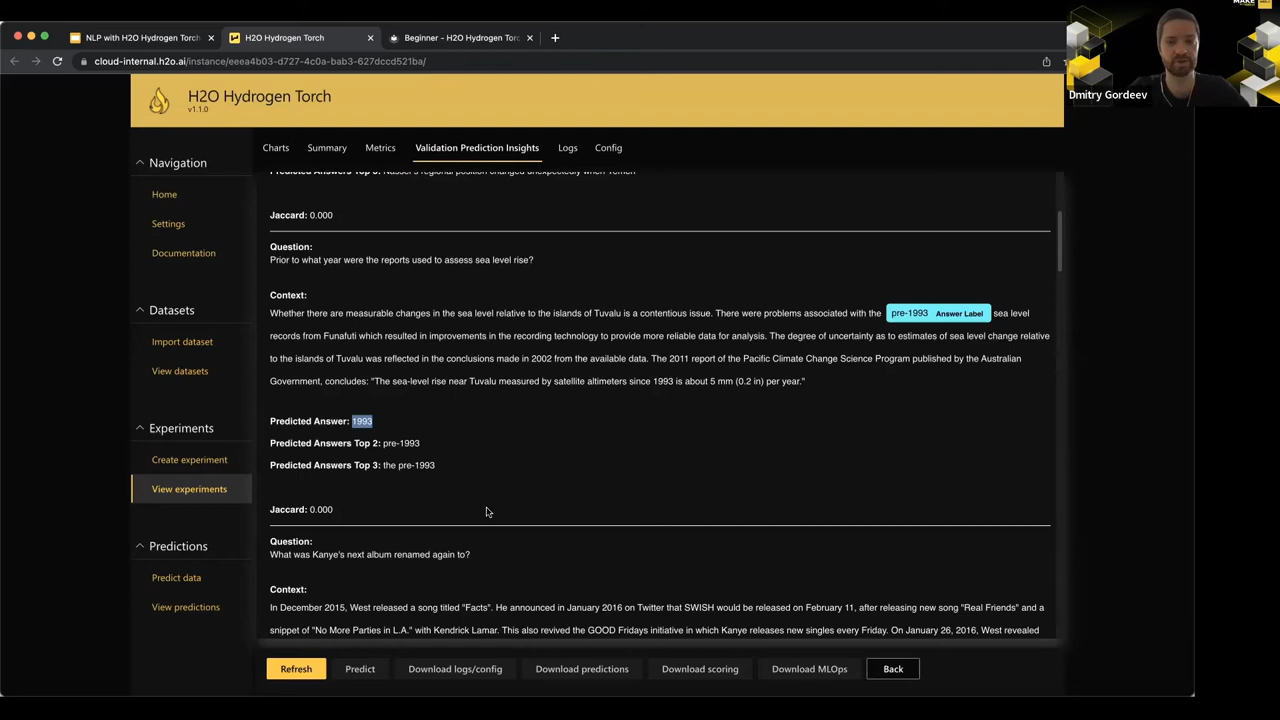 NLP with H2O Hydrogen Torch
H2O Hydrogen Torch
Beginner - H2O Hydrogen Torc
cloud-internal.h2o.ai/instance/eeea4b03-d727-4c0a-bab3-627dccd521ba/
Dmitry Gordeev
H2O Hydrogen Torch
v1.1.0
Navigation
Home
Settings
Documentation
Datasets
Import dataset
View datasets
Experiments
Create experiment
View experiments
Predictions
Predict data
View predictions
Charts Summary Metrics Validation Prediction Insights Logs Config
Predicted Answers Top 3: Nasser's regional position changed unexpectedly when Yemeni
Jaccard: 0.000
Question:
Prior to what year were the reports used to assess sea level rise?
Context:
Whether there are measurable changes in the sea level relative to the islands of Tuvalu is a contentious issue. There were problems associated with the pre-1993 Answer Label sea level
records from Funafuti which resulted in improvements in the recording technology to provide more reliable data for analysis. The degree of uncertainty as to estimates of sea level change relative
to the islands of Tuvalu was reflected in the conclusions made in 2002 from the available data. The 2011 report of the Pacific Climate Change Science Program published by the Australian
Government, concludes: "The sea-level rise near Tuvalu measured by satellite altimeters since 1993 is about 5 mm (0.2 in) per year."
Predicted Answer: 1993
Predicted Answers Top 2: pre-1993
Predicted Answers Top 3: the pre-1993
Jaccard: 0.000
Question:
What was Kanye's next album renamed again to?
Context:
In December 2015, West released a song titled "Facts". He announced in January 2016 on Twitter that SWISH would be released on February 11, after releasing new song "Real Friends" and a
snippet of "No More Parties in L.A." with Kendrick Lamar. This also revived the GOOD Fridays initiative in which Kanye releases new singles every Friday. On January 26, 2016, West revealed
Refresh Predict Download logs/config Download predictions Download scoring Download MLOps Back